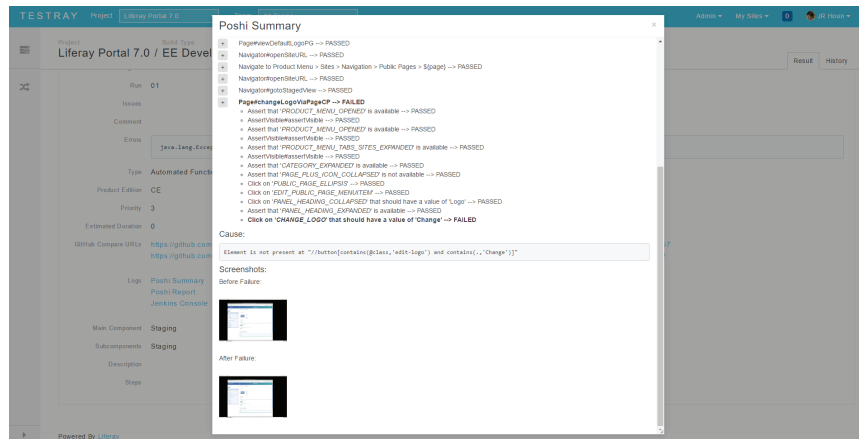 TESTRAY Project Liferay Portal 7.0 Admin My Sites 0 JR Houn
Poshi Summary ×
Project Build Type
Liferay Portal 7.0 / EE Devel
Result History
Run 01
Issues
Comment
Errors
java.lang.Excep
Type Automated Functi
Product Edition CE
Priority 3
Estimated Duration 0
GitHub Compare URLs https://github.com
https://github.com
Logs Poshi Summary
Poshi Report
Jenkins Console
Main Component Staging
Subcomponents Staging
Description
Steps
Powered By Liferay
+ Page#viewDefaultLogoPG --> PASSED
+ Navigator#openSiteURL --> PASSED
+ Navigate to Product Menu > Sites > Navigation > Public Pages > ${page} --> PASSED
+ Navigator#openSiteURL --> PASSED
+ Navigator#gotoStagedView --> PASSED
+ Page#changeLogoViaPageCP --> FAILED
Assert that 'PRODUCT_MENU_OPENED' is available --> PASSED
AssertVisible#assertVisible --> PASSED
Assert that 'PRODUCT_MENU_OPENED' is available --> PASSED
AssertVisible#assertVisible --> PASSED
Assert that 'PRODUCT_MENU_TABS_SITES_EXPANDED' is available --> PASSED
AssertVisible#assertVisible --> PASSED
Assert that 'CATEGORY_EXPANDED' is available --> PASSED
Assert that 'PAGE_PLUS_ICON_COLLAPSED' is not available --> PASSED
Click on 'PUBLIC_PAGE_ELLIPSIS' --> PASSED
Click on 'EDIT_PUBLIC_PAGE_MENUITEM' --> PASSED
Click on 'PANEL_HEADING_COLLAPSED' that should have a value of 'Logo' --> PASSED
Assert that 'PANEL_HEADING_EXPANDED' is available --> PASSED
Click on 'CHANGE_LOGO' that should have a value of 'Change' --> FAILED
Cause:
Element is not present at "//button[contains(@class,'edit-logo') and contains(.,'Change')]"
Screenshots:
Before Failure:
After Failure: